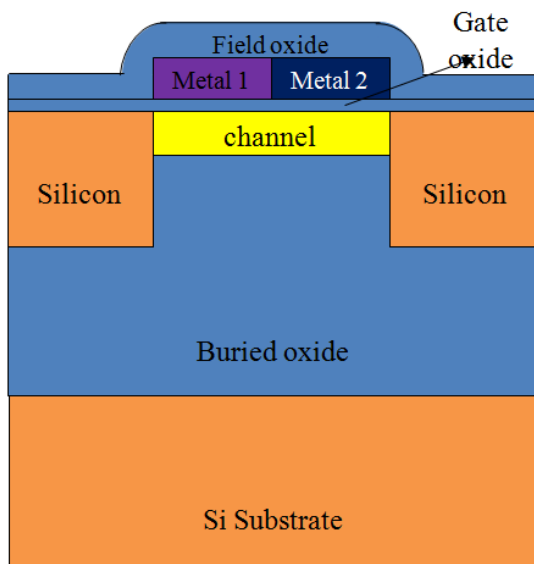 Gate
oxide
Field oxide
Metal 1
Metal 2
channel
Silicon
Silicon
Buried oxide
Si Substrate